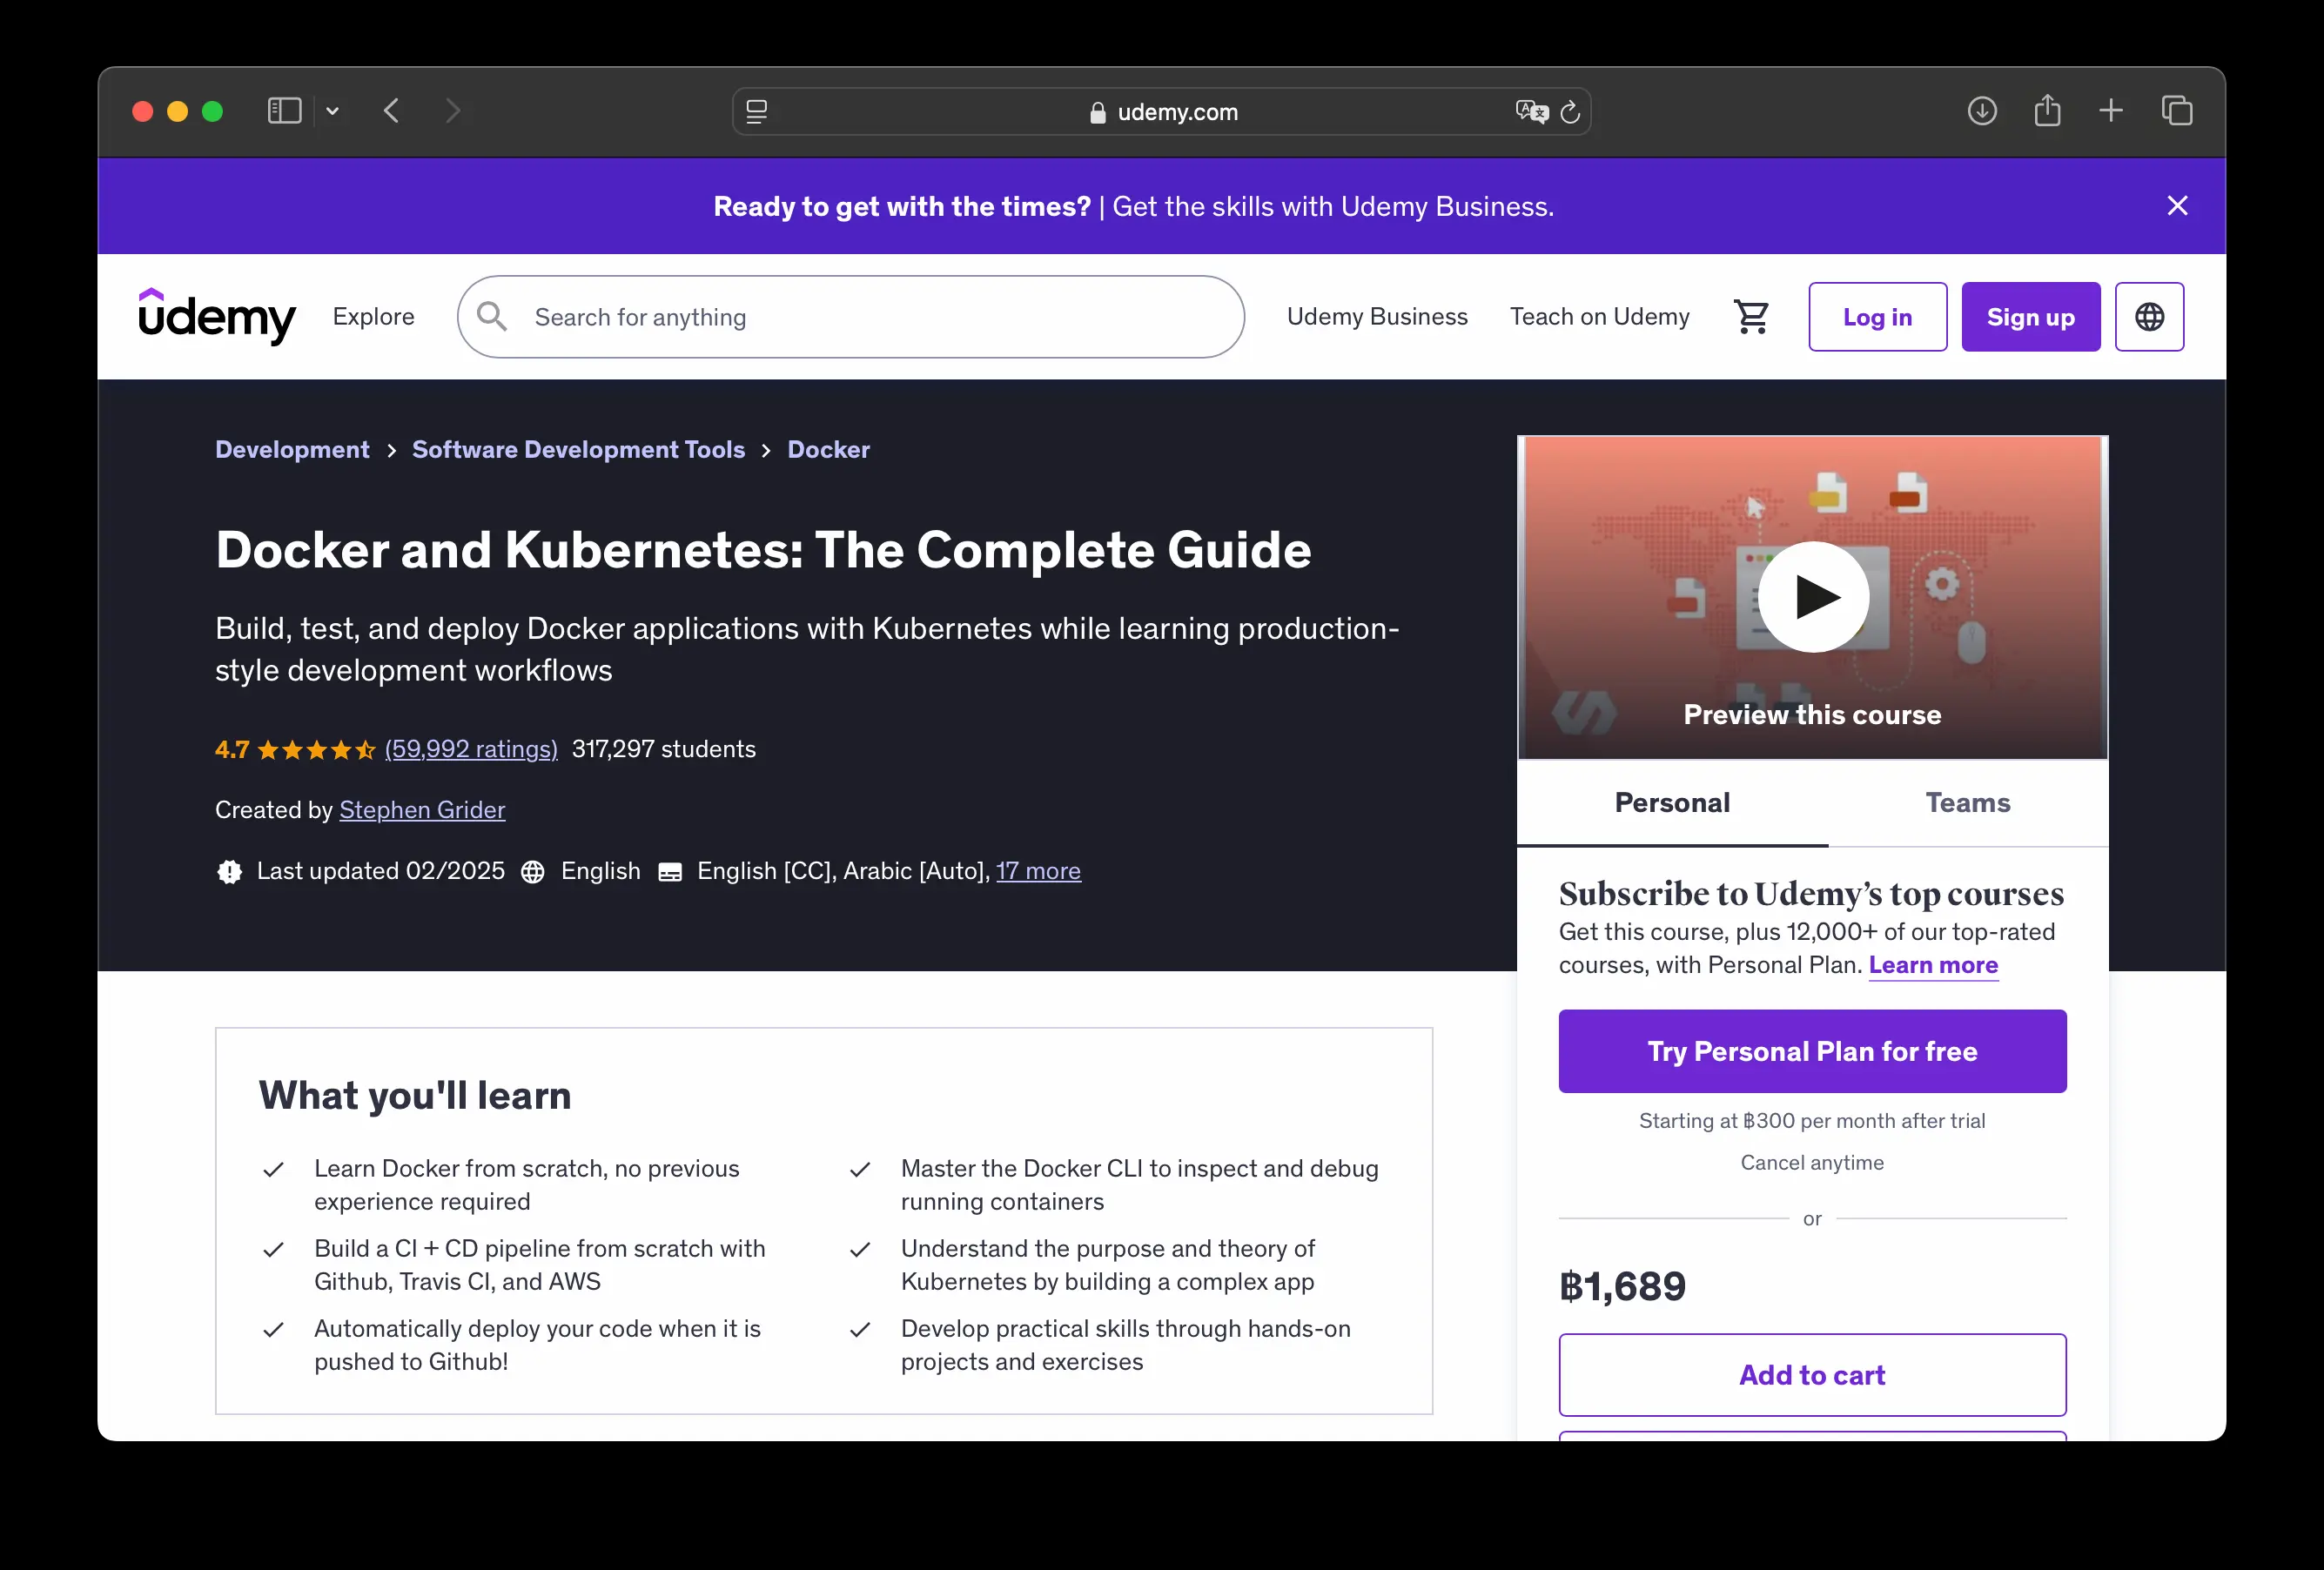 udemy.com
Ready to get with the times? | Get the skills with Udemy Business.
udemy
Explore
Search for anything
Udemy Business
Teach on Udemy
Log in
Sign up
Development > Software Development Tools > Docker
Docker and Kubernetes: The Complete Guide
Build, test, and deploy Docker applications with Kubernetes while learning production-
style development workflows
4.7 (59,992 ratings) 317,297 students
Created by Stephen Grider
Last updated 02/2025 English English [CC], Arabic [Auto], 17 more
Preview this course
Personal
Teams
Subscribe to Udemy’s top courses
Get this course, plus 12,000+ of our top-rated
courses, with Personal Plan. Learn more
Try Personal Plan for free
Starting at ฿300 per month after trial
Cancel anytime
or
฿1,689
Add to cart
What you'll learn
Learn Docker from scratch, no previous
experience required
Build a CI + CD pipeline from scratch with
Github, Travis CI, and AWS
Automatically deploy your code when it is
pushed to Github!
Master the Docker CLI to inspect and debug
running containers
Understand the purpose and theory of
Kubernetes by building a complex app
Develop practical skills through hands-on
projects and exercises